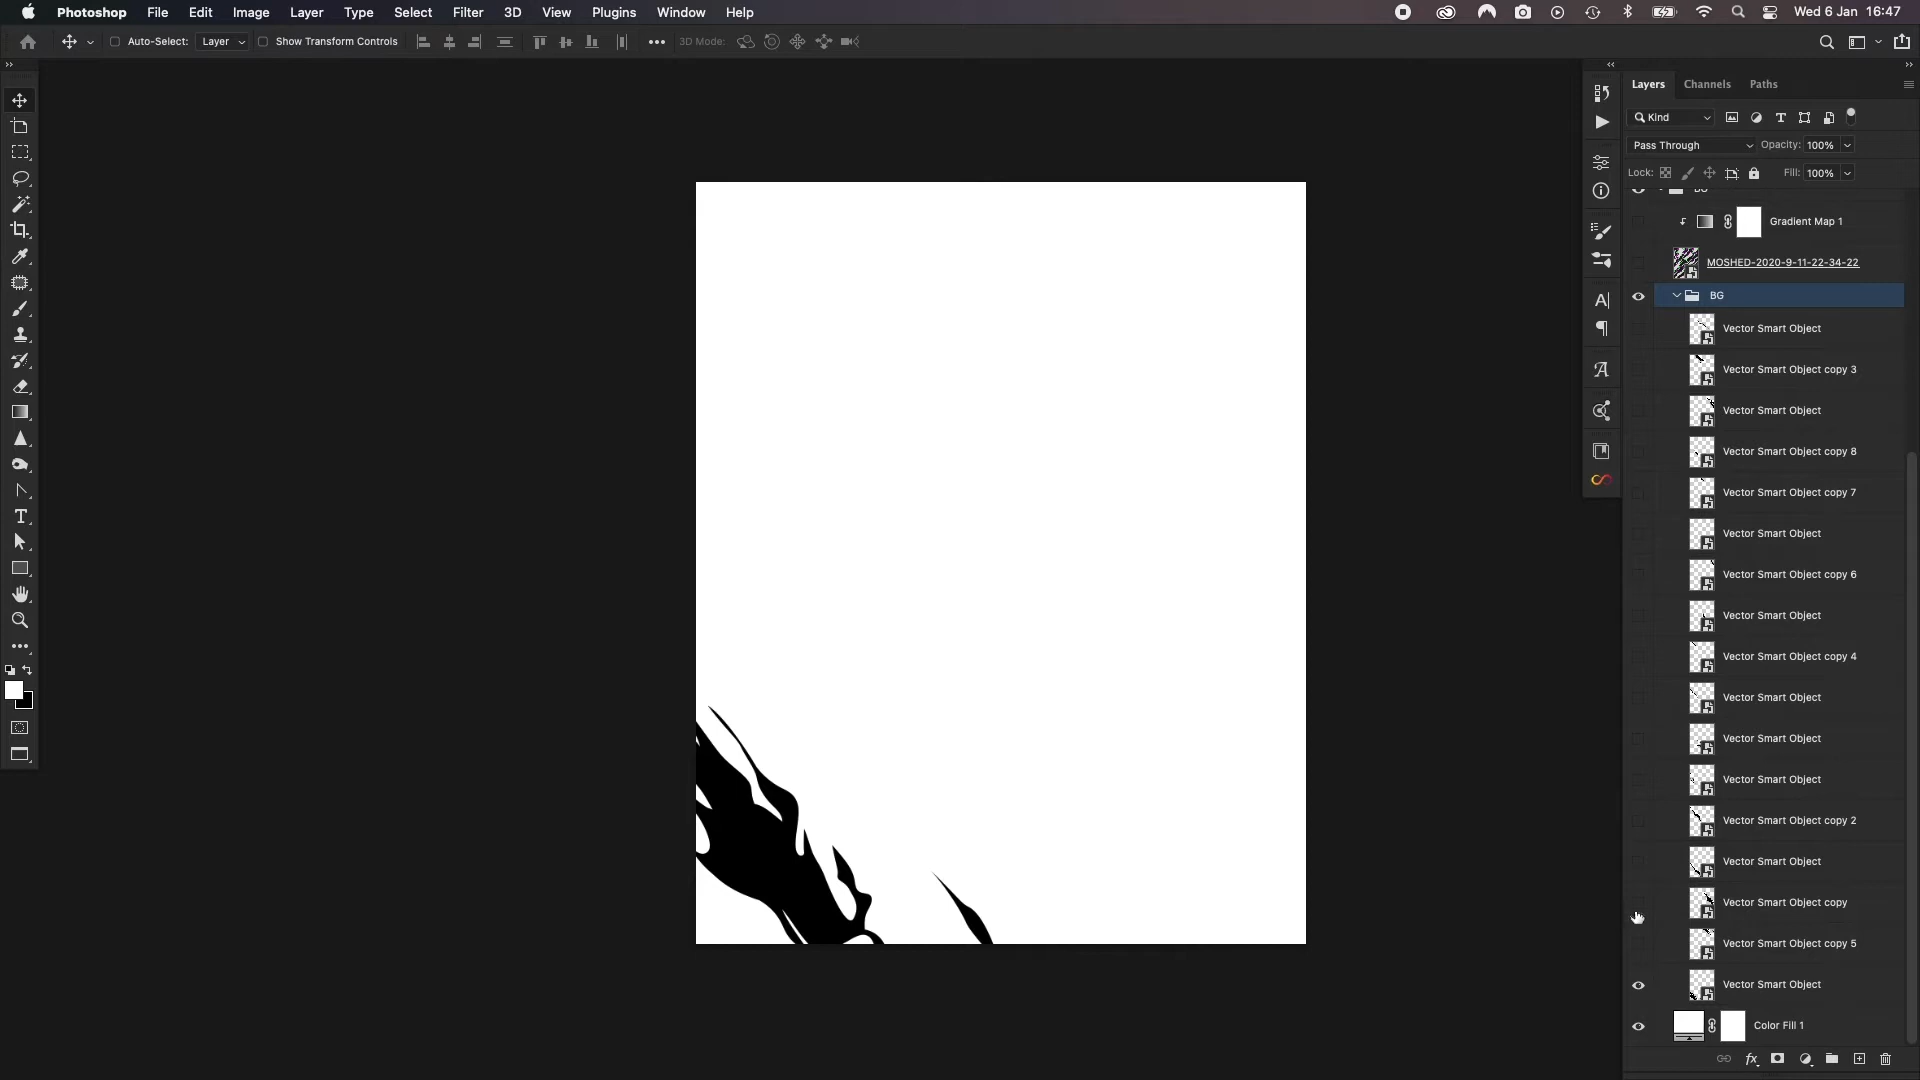 Photoshop File Edit Image Layer Type Select Filter 3D View Plugins Window Help Wed 6 Jan 16:47
Auto-Select: Layer Show Transform Controls 3D Mode:
Layers Channels Paths
Kind
Pass Through Opacity: 100%
Lock: Fill: 100%
Gradient Map 1
MOSHED-2020-9-11-22-34-22
BG
Vector Smart Object
Vector Smart Object copy 3
Vector Smart Object
Vector Smart Object copy 8
Vector Smart Object copy 7
Vector Smart Object
Vector Smart Object copy 6
Vector Smart Object
Vector Smart Object copy 4
Vector Smart Object
Vector Smart Object
Vector Smart Object
Vector Smart Object copy 2
Vector Smart Object
Vector Smart Object copy
Vector Smart Object copy 5
Vector Smart Object
Color Fill 1